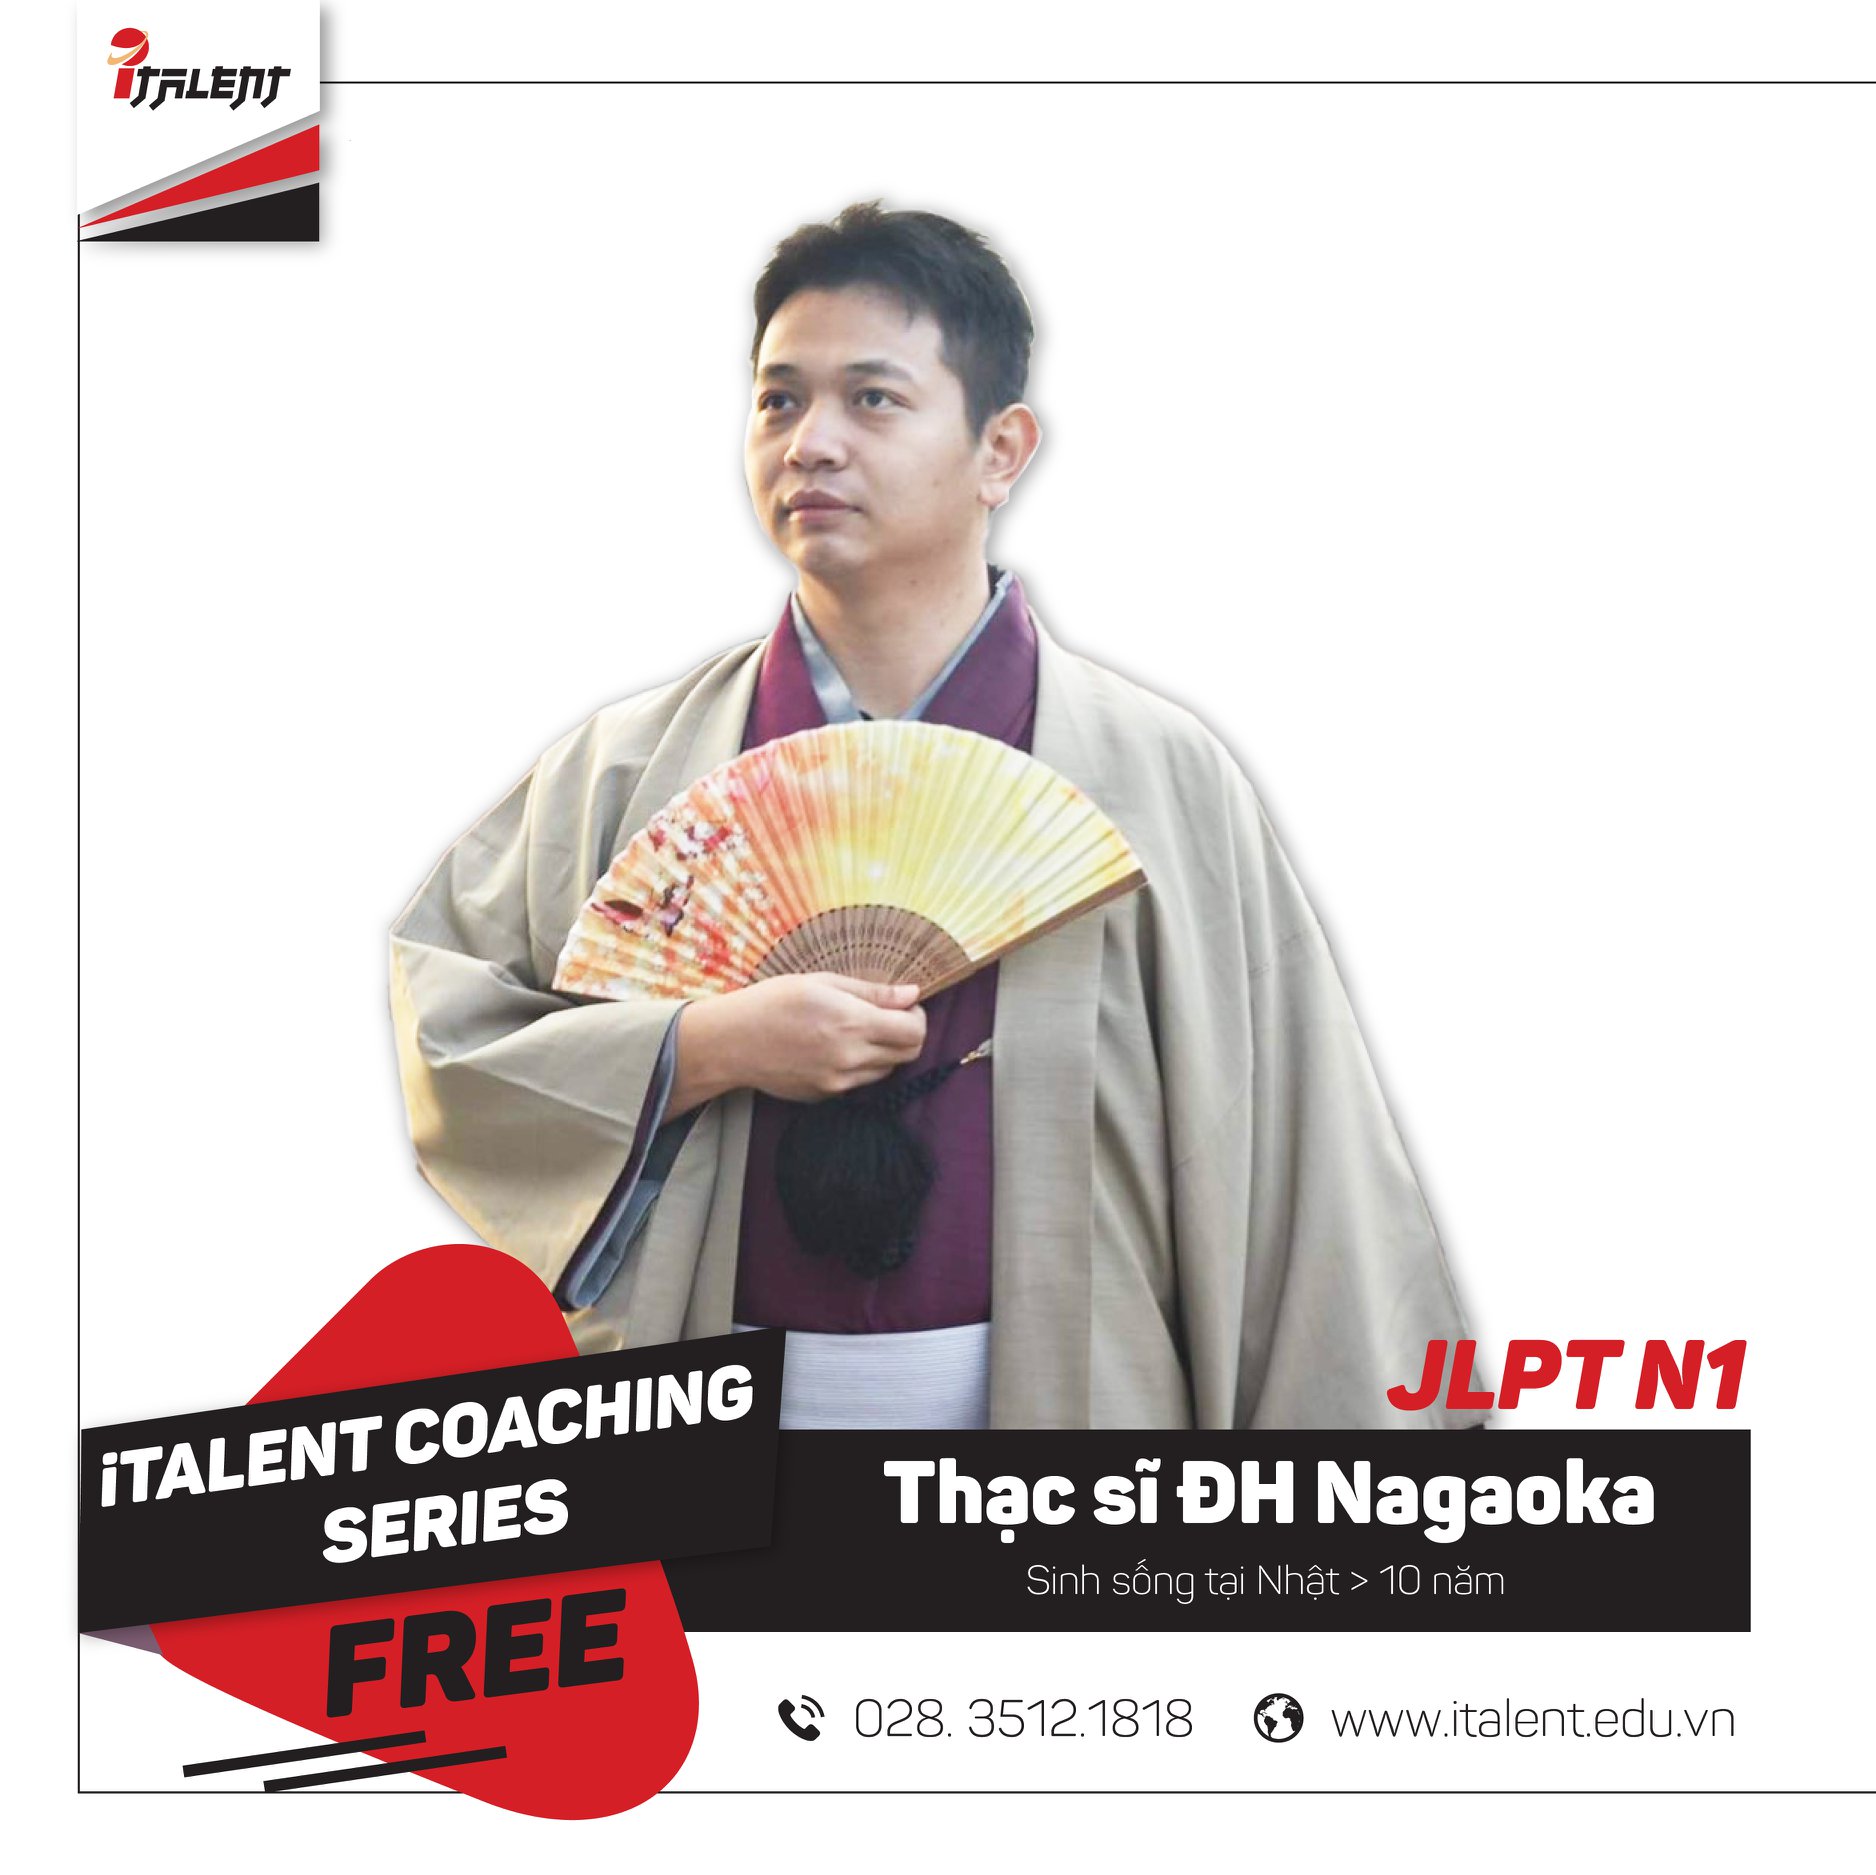 iTALENT
JLPT N1
iTALENT COACHING
SERIES
FREE
Thạc sĩ ĐH Nagaoka
Sinh sống tại Nhật > 10 năm
028. 3512.1818
www.italent.edu.vn